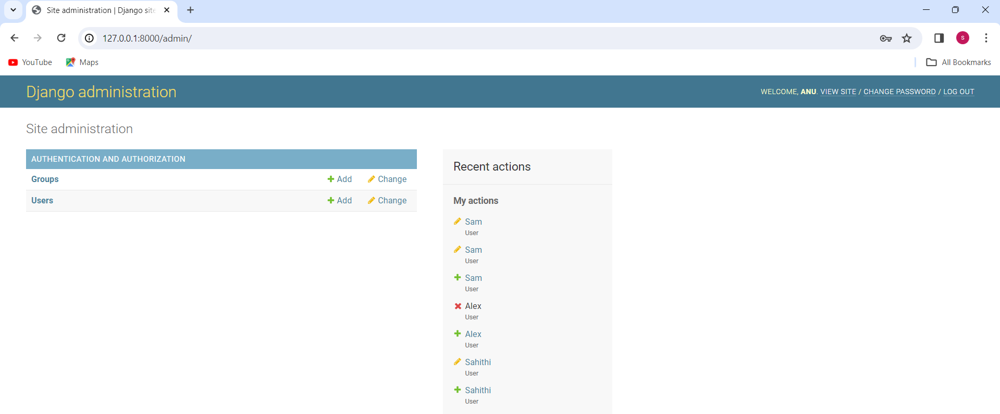 Site administration | Django site
127.0.0.1:8000/admin/
S
YouTube
Maps
All Bookmarks
Django administration
WELCOME, ANU. VIEW SITE / CHANGE PASSWORD / LOG OUT
Site administration
AUTHENTICATION AND AUTHORIZATION
Groups Add Change
Users Add Change
Recent actions
My actions
Sam
User
Sam
User
Sam
User
Alex
User
Alex
User
Sahithi
User
Sahithi
User